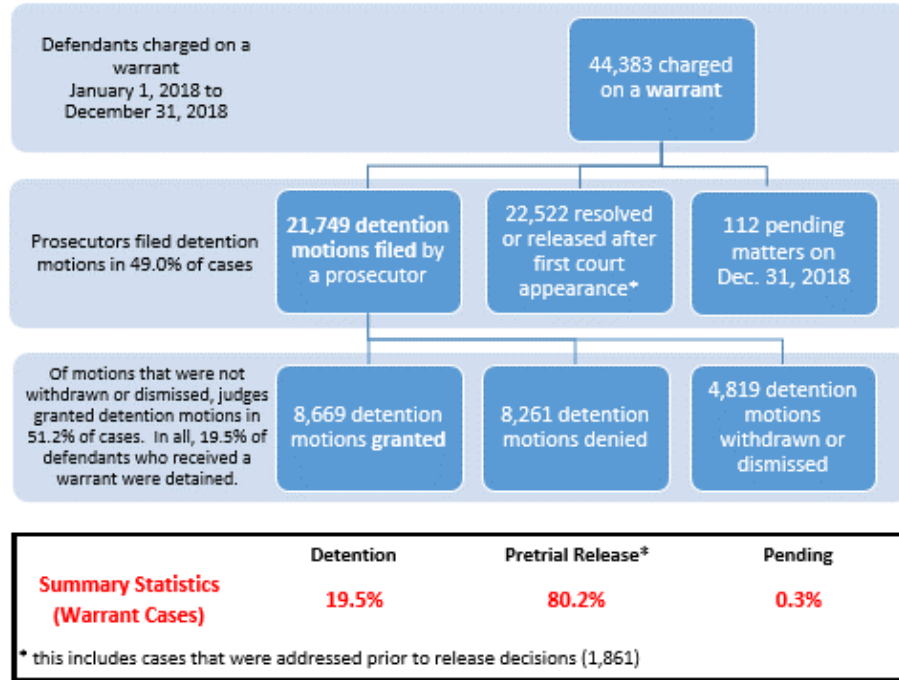 Defendants charged on a
warrant
January 1, 2018 to
December 31, 2018
44,383 charged
on a warrant
Prosecutors filed detention
motions in 49.0% of cases
21,749 detention
motions filed by
a prosecutor
22,522 resolved
or released after
first court
appearance*
112 pending
matters on
Dec. 31, 2018
Of motions that were not
withdrawn or dismissed, judges
granted detention motions in
51.2% of cases. In all, 19.5% of
defendants who received a
warrant were detained.
8,669 detention
motions granted
8,261 detention
motions denied
4,819 detention
motions
withdrawn or
dismissed
Detention
Pretrial Release*
Pending
Summary Statistics
(Warrant Cases)
19.5%
80.2%
0.3%
* this includes cases that were addressed prior to release decisions (1,861)